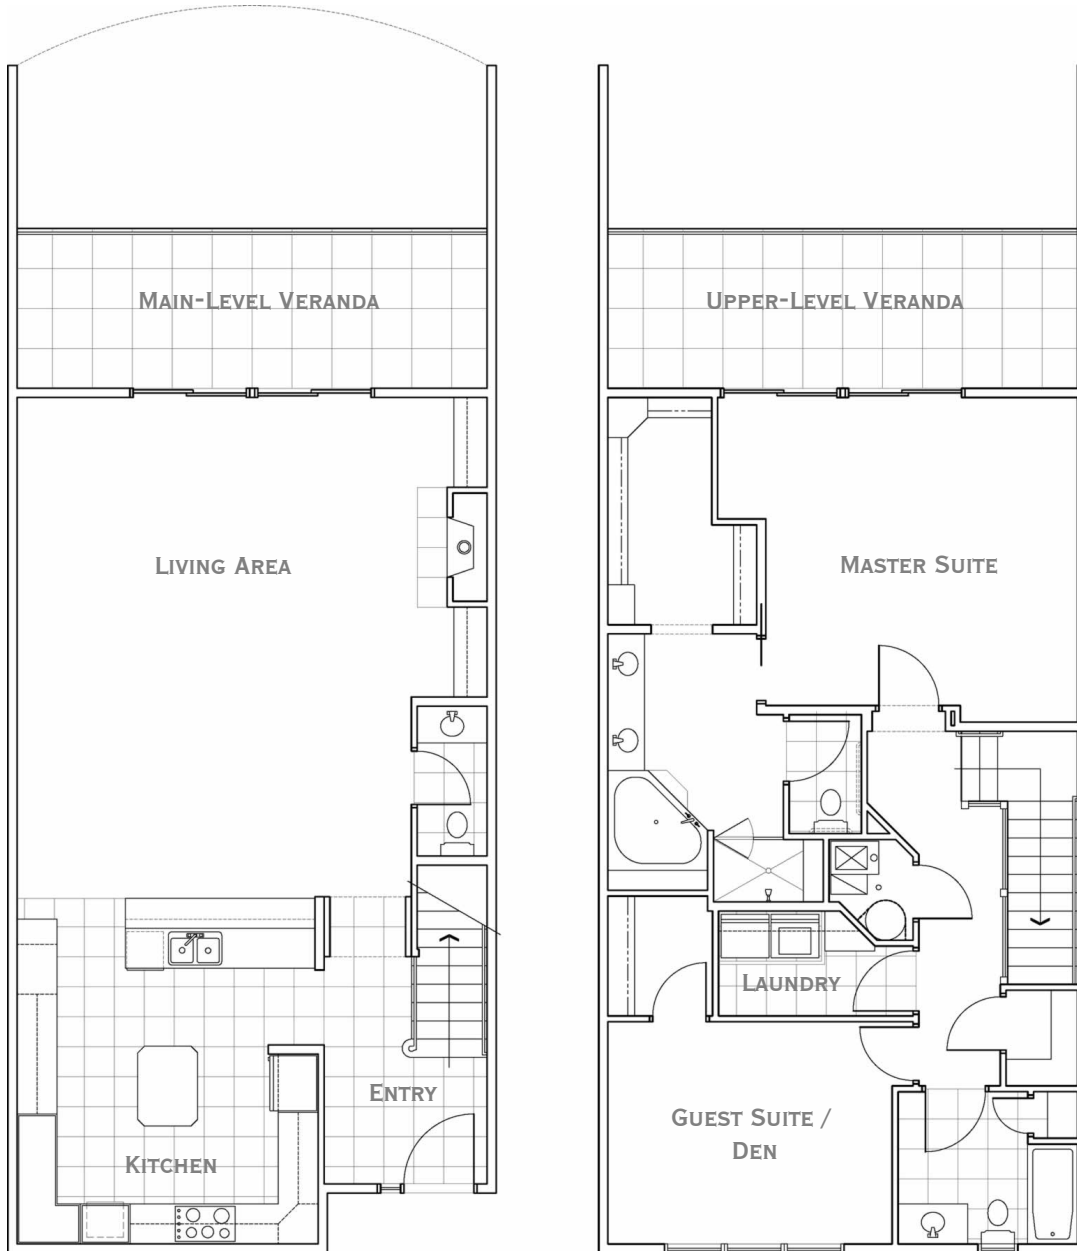 Main-Level Veranda
Upper-Level Veranda
Living Area
Master Suite
Laundry
Entry
Kitchen
Guest Suite /
Den